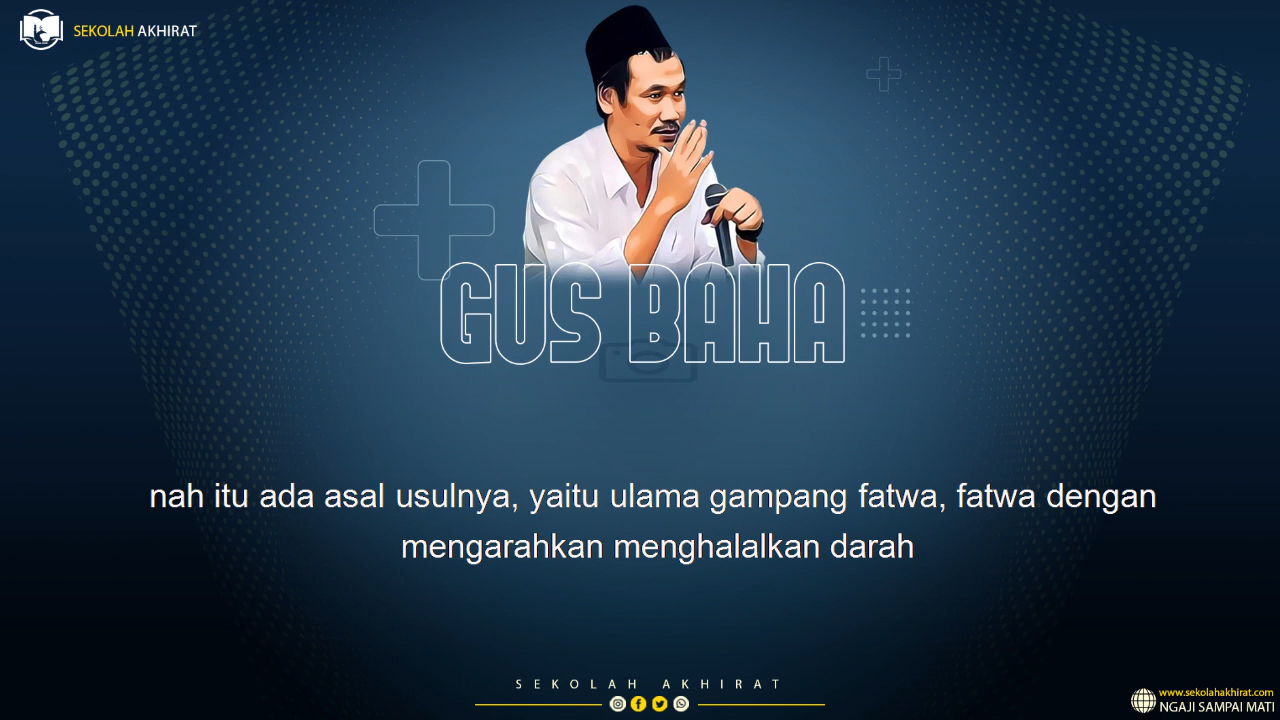 SEKOLAH AKHIRAT
GUS BAHA
nah itu ada asal usulnya, yaitu ulama gampang fatwa, fatwa dengan
mengarahkan menghalalkan darah
SEKOLAH AKHIRAT
www.sekolahakhirat.com
NGAJI SAMPAI MATI